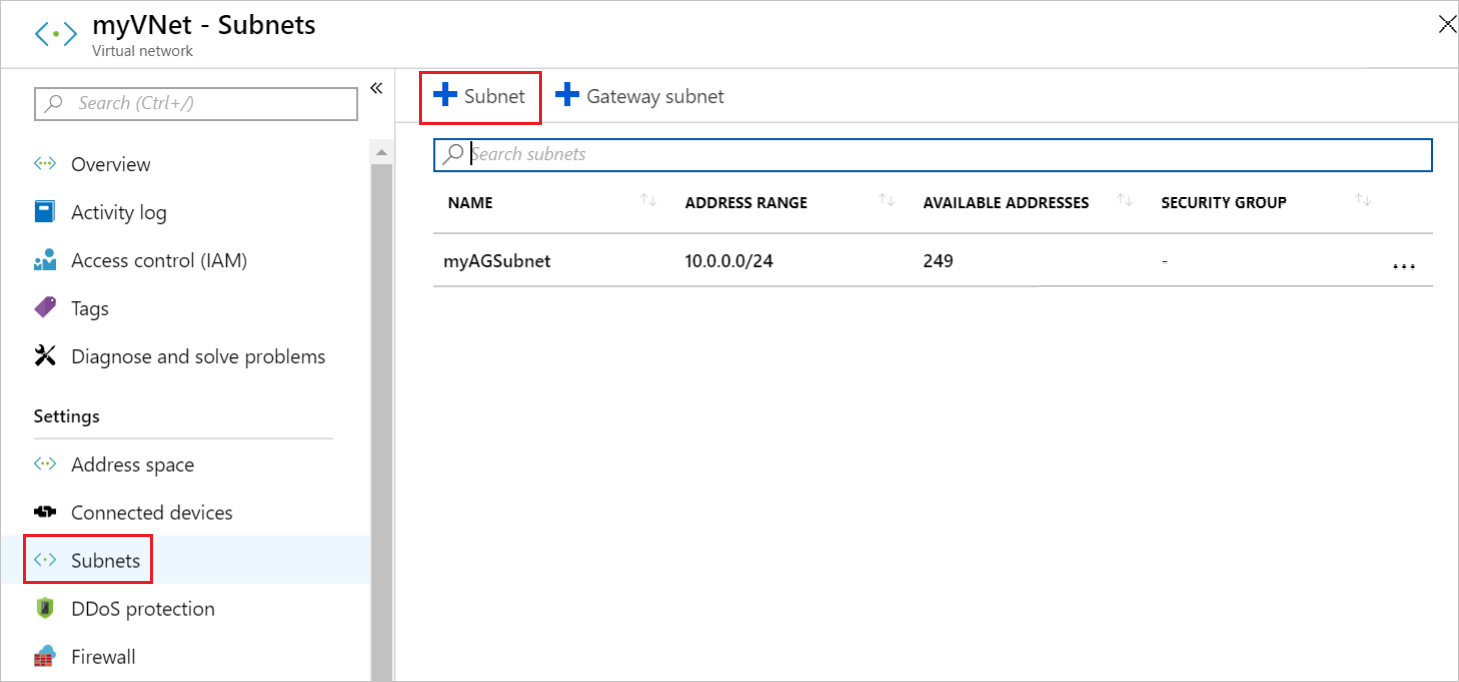 myVNet - Subnets
Virtual network
Search (Ctrl+/)
«
Overview
Activity log
Access control (IAM)
Tags
Diagnose and solve problems
Settings
Address space
Connected devices
Subnets
DDoS protection
Firewall
Subnet Gateway subnet
Search subnets
NAME ADDRESS RANGE AVAILABLE ADDRESSES SECURITY GROUP
myAGSubnet 10.0.0.0/24 249 - ...